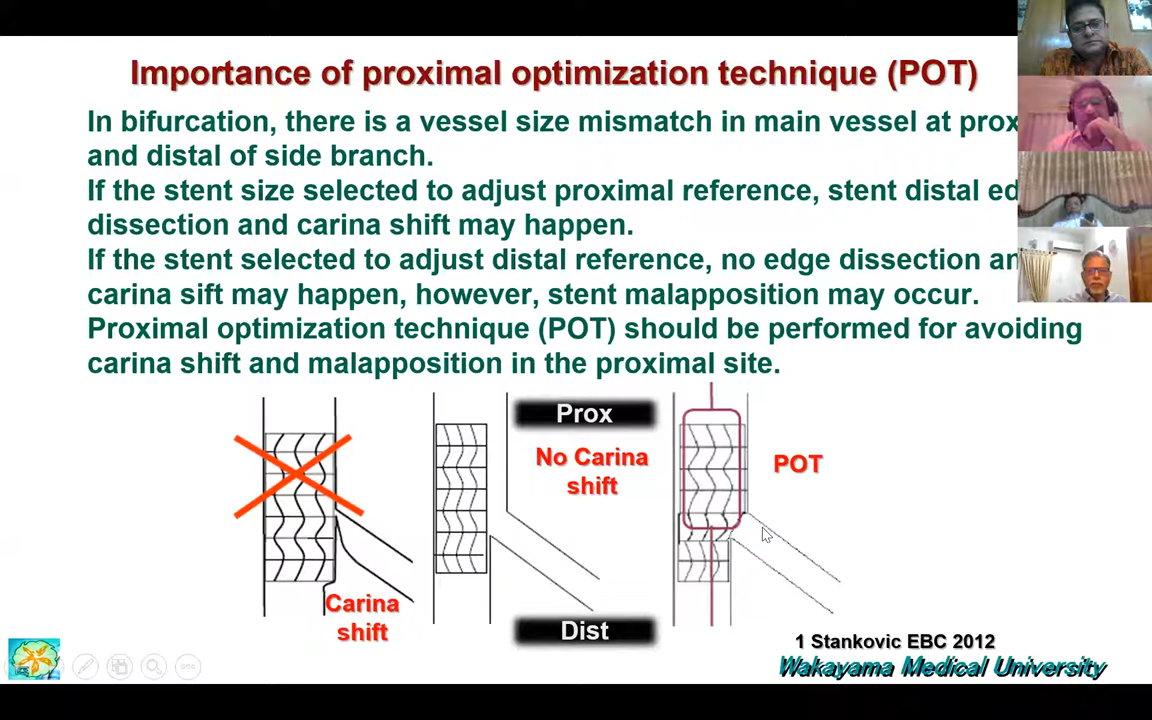 Importance of proximal optimization technique (POT)
In bifurcation, there is a vessel size mismatch in main vessel at prox
and distal of side branch.
If the stent size selected to adjust proximal reference, stent distal ed
dissection and carina shift may happen.
If the stent selected to adjust distal reference, no edge dissection an
carina sift may happen, however, stent malapposition may occur.
Proximal optimization technique (POT) should be performed for avoiding
carina shift and malapposition in the proximal site.
Prox
No Carina
shift
POT
Carina
shift
Dist
1 Stankovic EBC 2012
Wakayama Medical University